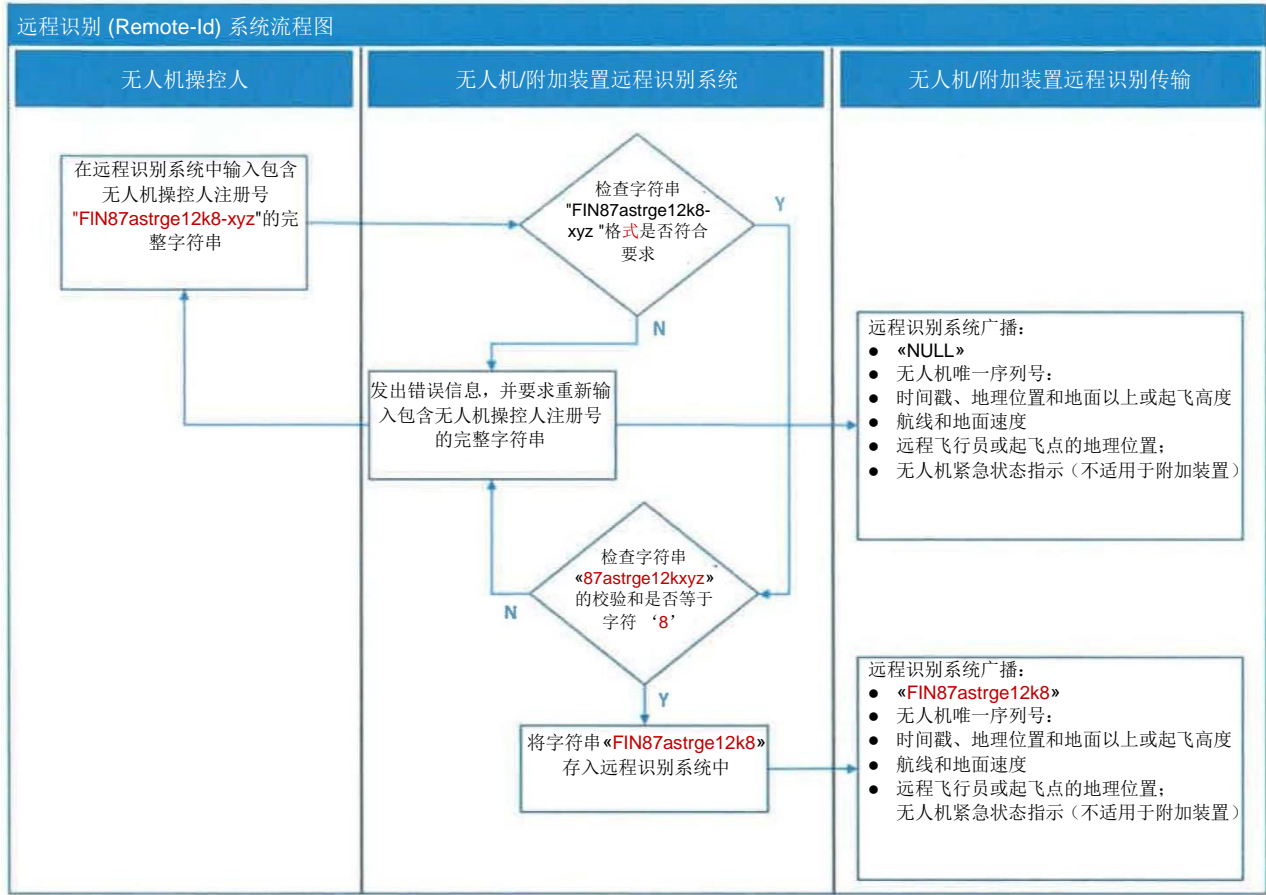 远程识别 (Remote-Id) 系统流程图
无人机操控人
无人机/附加装置远程识别系统
无人机/附加装置远程识别传输
在远程识别系统中输入包含
无人机操控人注册号
"FIN87astrge12k8-xyz"的完
整字符串
检查字符串
"FIN87astrge12k8-
xyz "格式是否符合
要求
Y
N
发出错误信息，并要求重新输
入包含无人机操控人注册号
的完整字符串
远程识别系统广播：
● «NULL»
● 无人机唯一序列号：
● 时间戳、地理位置和地面以上或起飞高度
● 航线和地面速度
● 远程飞行员或起飞点的地理位置；
● 无人机紧急状态指示（不适用于附加装置）
检查字符串
«87astrge12kxyz»
的校验和是否等于
字符 ‘8’
N
Y
将字符串«FIN87astrge12k8»
存入远程识别系统中
远程识别系统广播：
● «FIN87astrge12k8»
● 无人机唯一序列号：
● 时间戳、地理位置和地面以上或起飞高度
● 航线和地面速度
● 远程飞行员或起飞点的地理位置；
无人机紧急状态指示（不适用于附加装置）